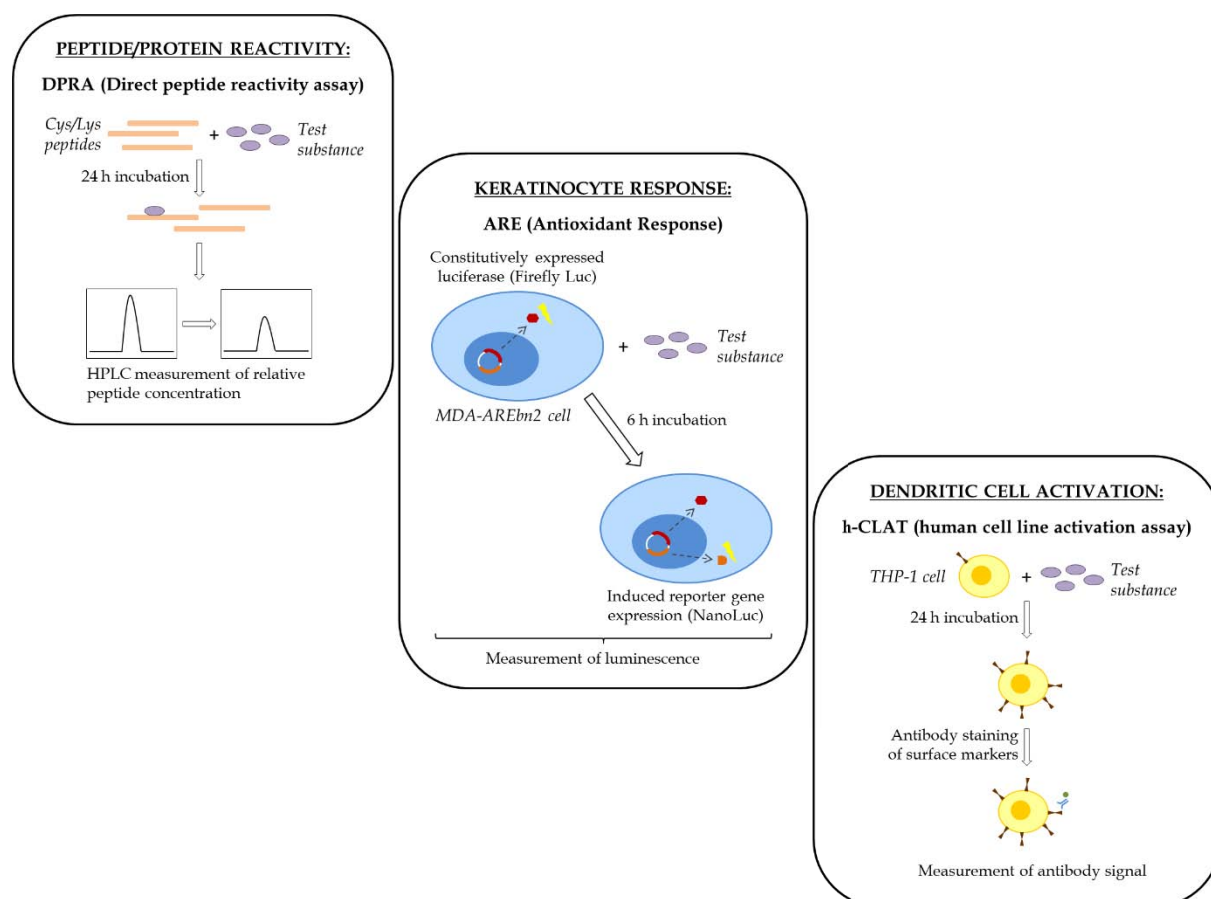 PEPTIDE/PROTEIN REACTIVITY:
DPRA (Direct peptide reactivity assay)
Cys/Lys
peptides
+
Test
substance
24 h incubation
HPLC measurement of relative
peptide concentration
KERATINOCYTE RESPONSE:
ARE (Antioxidant Response)
Constitutively expressed
luciferase (Firefly Luc)
+
Test
substance
MDA-AREbn2 cell
6 h incubation
Induced reporter gene
expression (NanoLuc)
Measurement of luminescence
DENDRITIC CELL ACTIVATION:
h-CLAT (human cell line activation assay)
THP-1 cell
+
Test
substance
24 h incubation
Antibody staining
of surface markers
Measurement of antibody signal